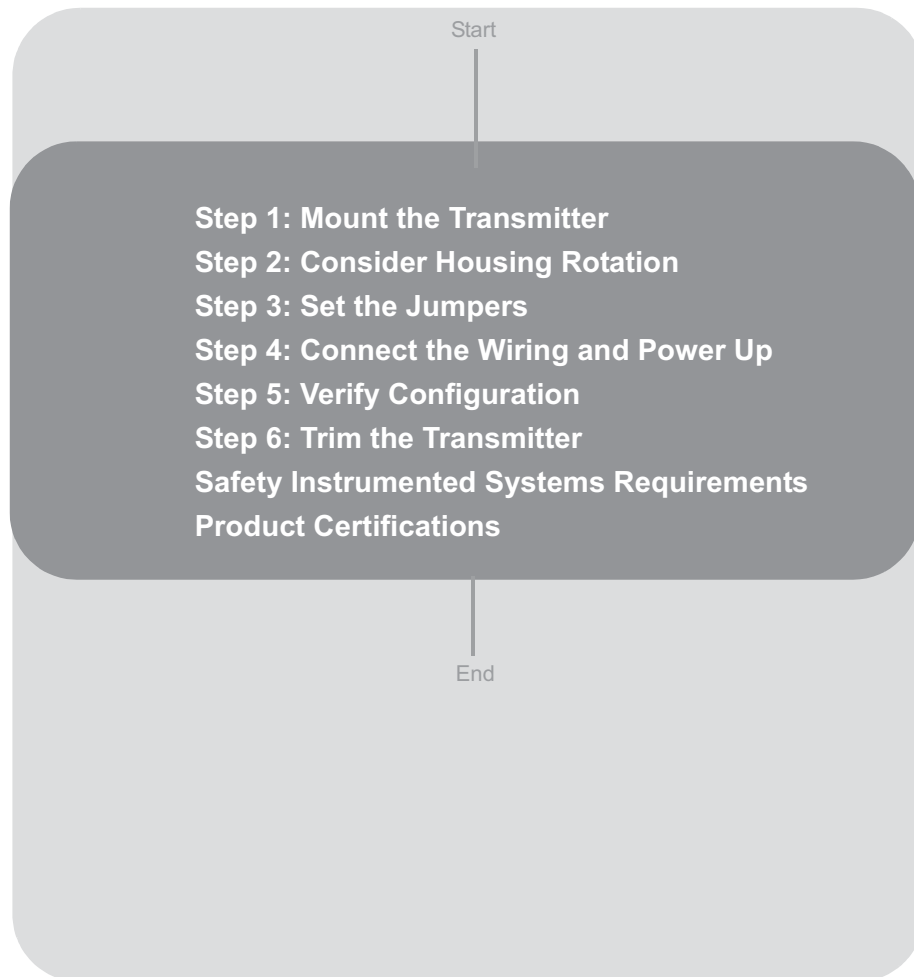 Start
Step 1: Mount the Transmitter
Step 2: Consider Housing Rotation
Step 3: Set the Jumpers
Step 4: Connect the Wiring and Power Up
Step 5: Verify Configuration
Step 6: Trim the Transmitter
Safety Instrumented Systems Requirements
Product Certifications
End